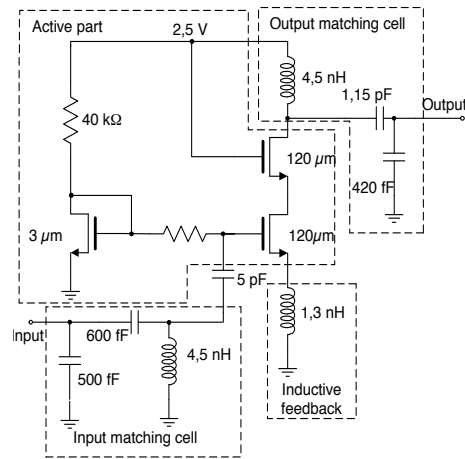 Active part
2,5 V
Output matching cell
4,5 nH
1,15 pF
Output
40 kΩ
120 µm
420 fF
3 µm
120µm
5 pF
1,3 nH
Input
600 fF
4,5 nH
500 fF
Inductive
feedback
Input matching cell